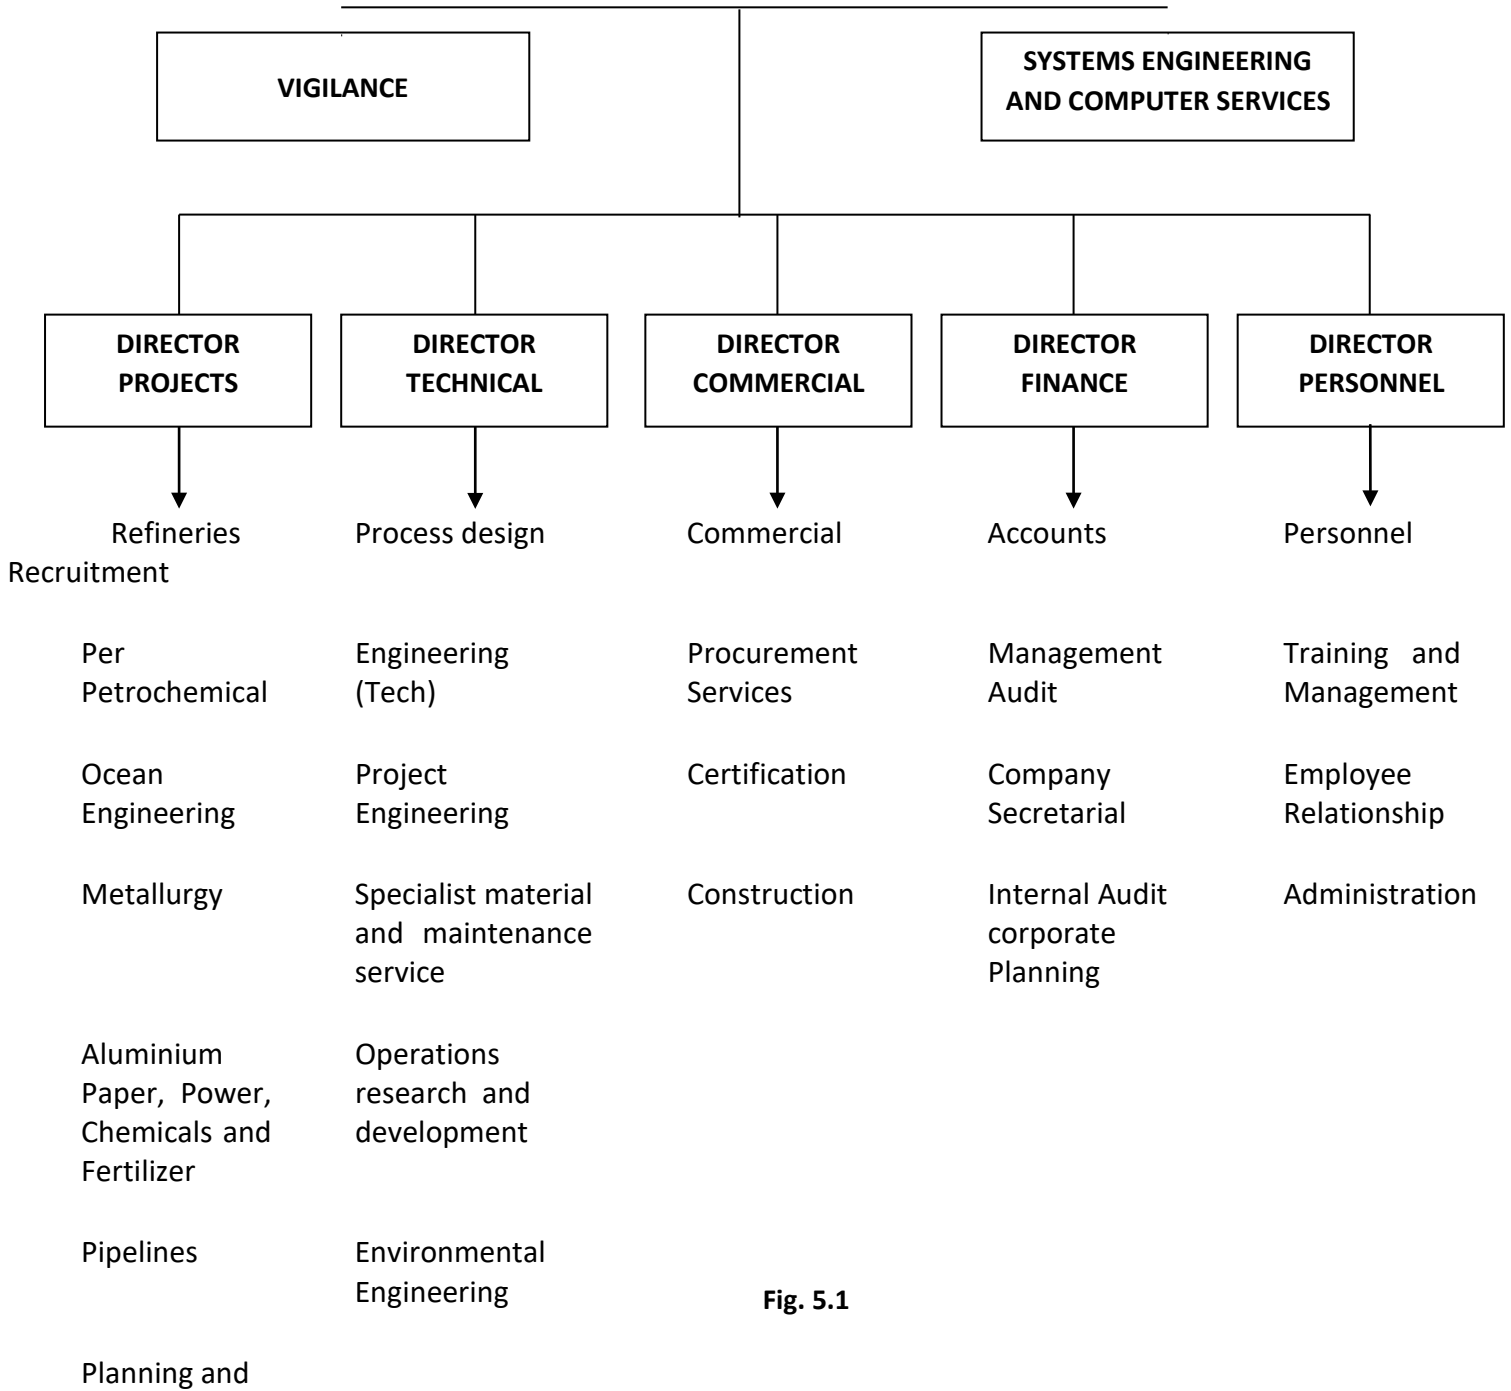 VIGILANCE
SYSTEMS ENGINEERING
AND COMPUTER SERVICES
DIRECTOR
PROJECTS
DIRECTOR
TECHNICAL
DIRECTOR
COMMERCIAL
DIRECTOR
FINANCE
DIRECTOR
PERSONNEL
Refineries
Process design
Commercial
Accounts
Personnel
Recruitment
Per
Petrochemical
Engineering
(Tech)
Procurement
Services
Management
Audit
Training and
Management
Ocean
Engineering
Project
Engineering
Certification
Company
Secretarial
Employee
Relationship
Metallurgy
Specialist material
and maintenance
service
Construction
Internal Audit
corporate
Planning
Administration
Aluminium
Paper, Power,
Chemicals and
Fertilizer
Operations
research and
development
Pipelines
Environmental
Engineering
Fig. 5.1
Planning and